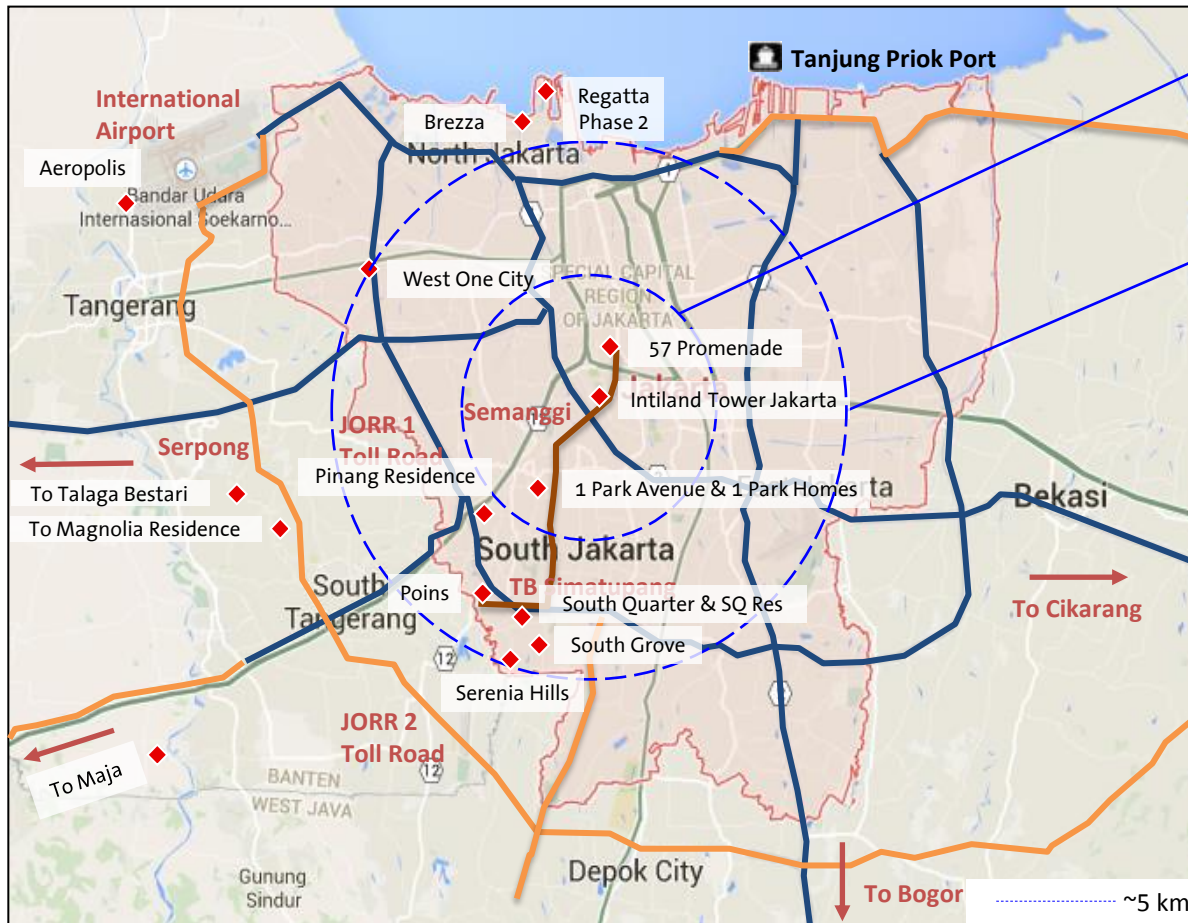 Tanjung Priok Port
International
Airport
Regatta
Phase 2
Brezza
North Jakarta
Aeropolis
Bandar Udara
Internasional Soekarno...
West One City
SPECIAL CAPITAL
REGION
OF JAKARTA
Tangerang
57 Promenade
Jakarta
Intiland Tower Jakarta
Semanggi
JORR 1
Toll Road
Serpong
Pinang Residence
To Talaga Bestari
1 Park Avenue & 1 Park Homes
Bekasi
To Magnolia Residence
South Jakarta
South
Tangerang
TB Simatupang
Poins
South Quarter & SQ Res
To Cikarang
South Grove
12
Serenia Hills
JORR 2
Toll Road
12
To Maja
BANTEN
WEST JAVA
Depok City
Gunung
Sindur
To Bogor
~5 km